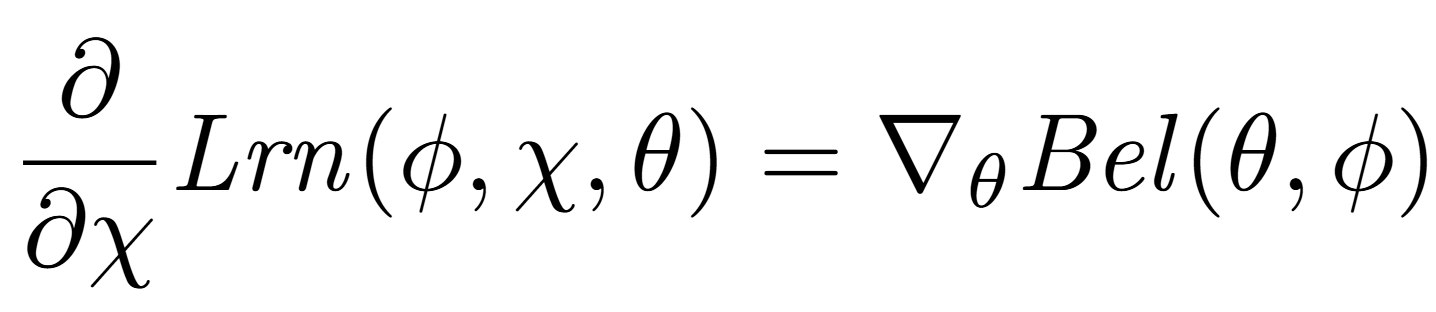 ∂/∂χ Lrn(ϕ, χ, θ) = ∇_θ Bel(θ, ϕ)